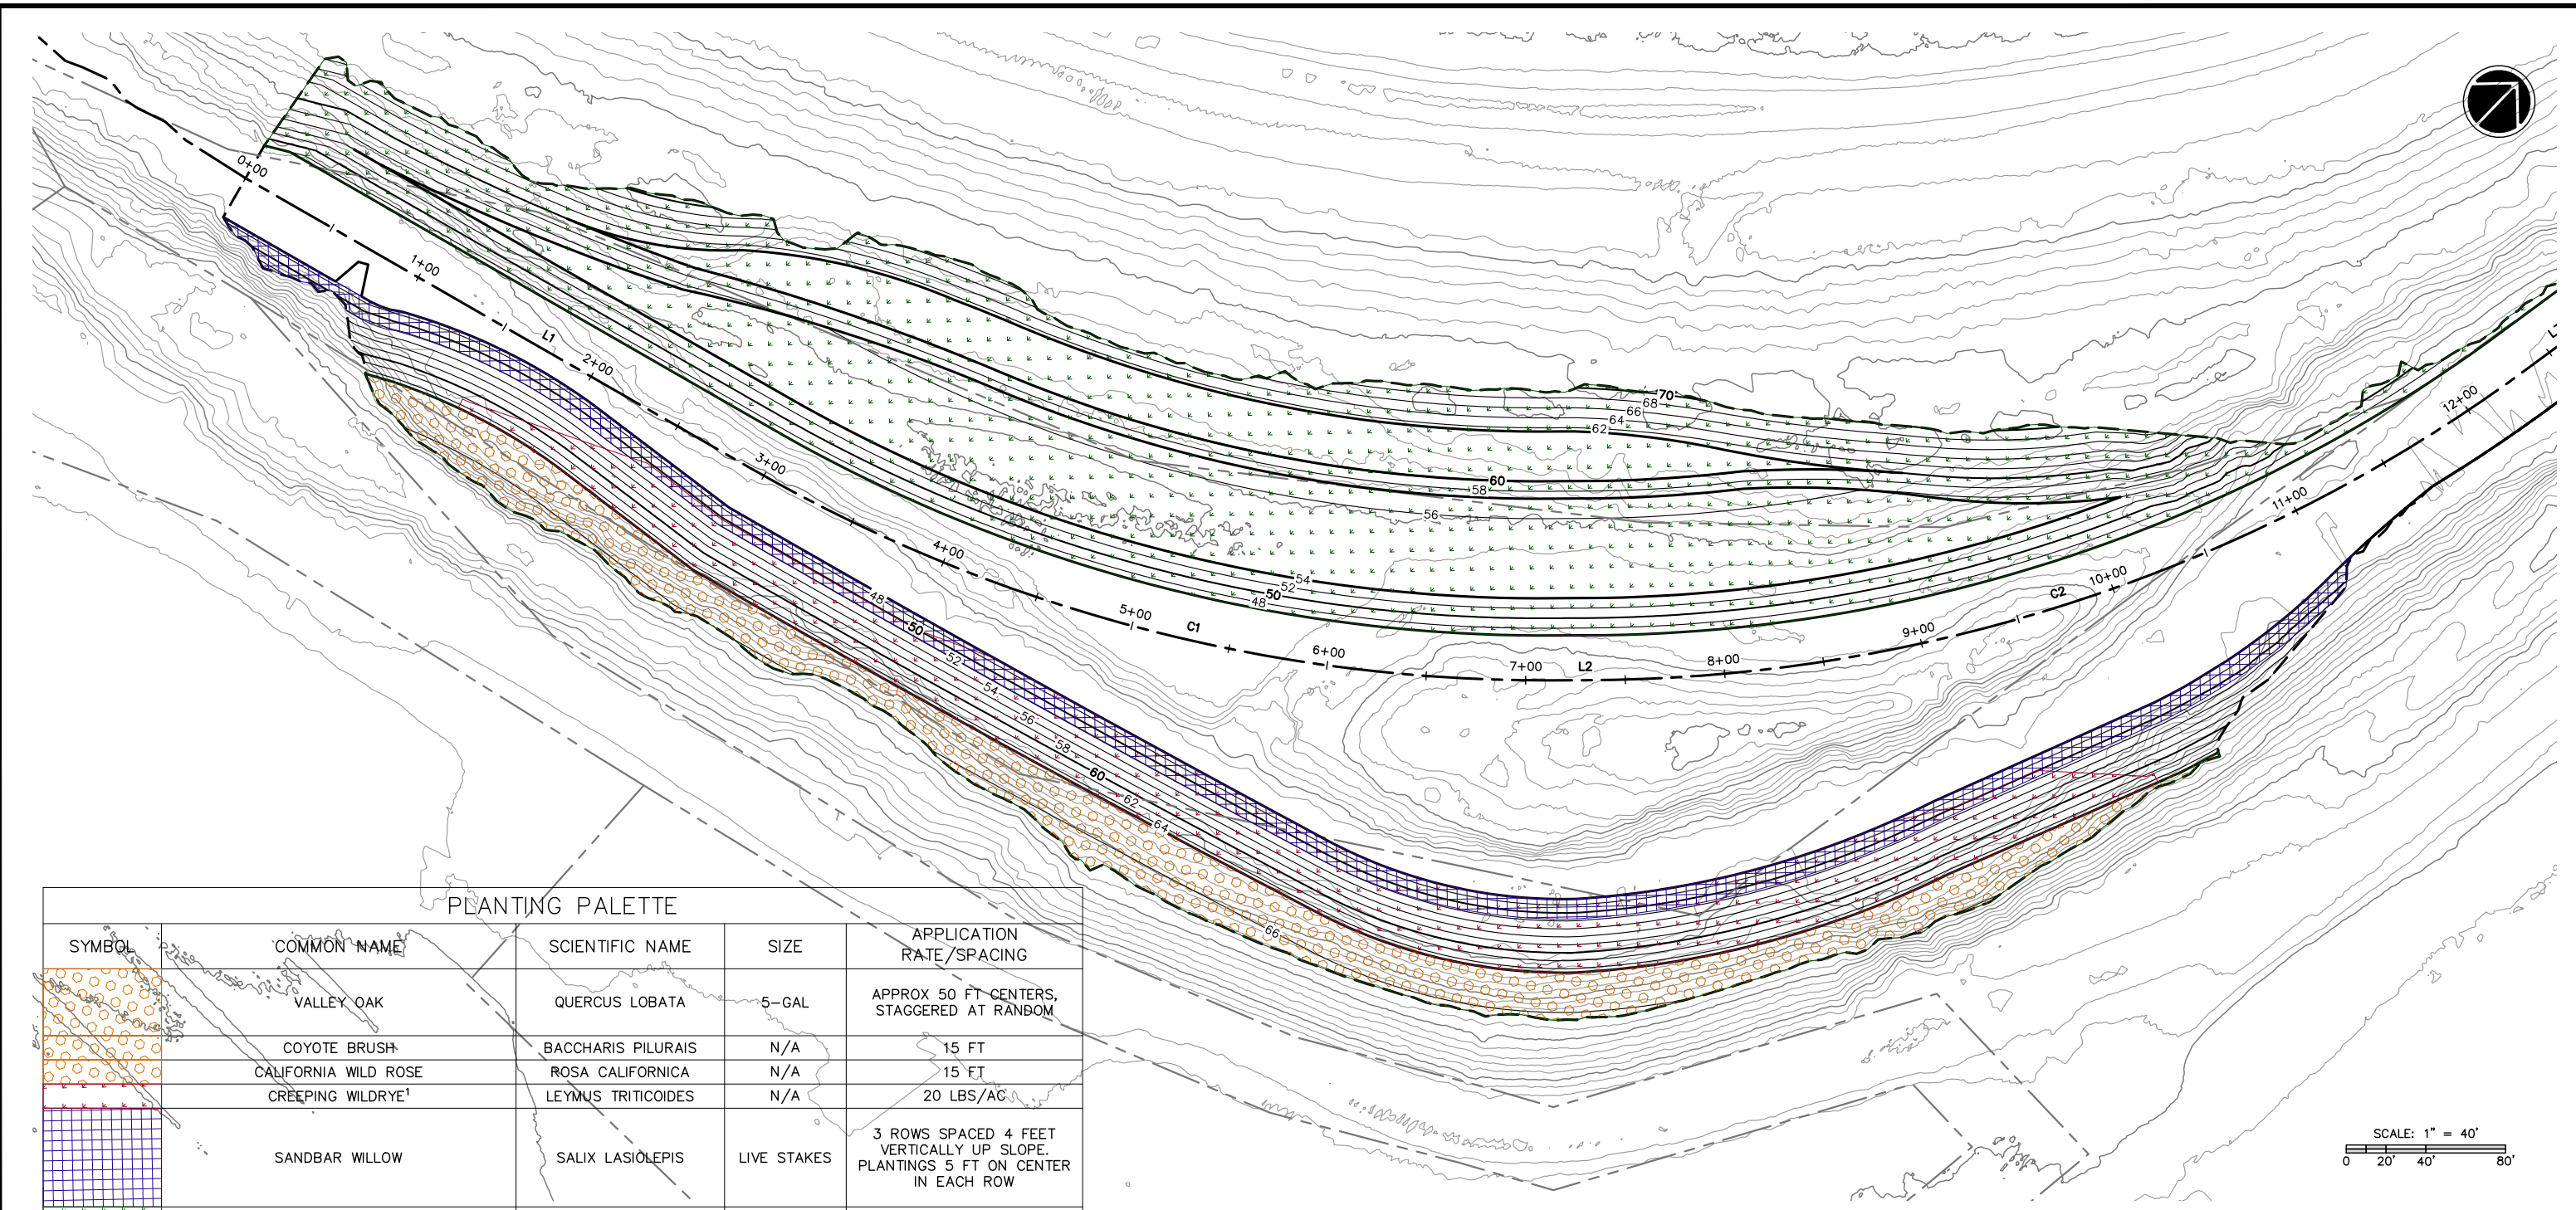 0+00
1+00
L1
2+00
3+00
4+00
5+00
C1
6+00
7+00
L2
8+00
9+00
C2
10+00
11+00
12+00
70
68
66
64
62
60
58
56
54
52
50
48
48
50
52
54
56
58
60
62
64
66
PLANTING PALETTE
SYMBOL COMMON NAME SCIENTIFIC NAME SIZE APPLICATION
RATE/SPACING
VALLEY OAK QUERCUS LOBATA 5-GAL APPROX 50 FT CENTERS,
STAGGERED AT RANDOM
COYOTE BRUSH BACCHARIS PILURAIS N/A 15 FT
CALIFORNIA WILD ROSE ROSA CALIFORNICA N/A 15 FT
CREEPING WILDRYE¹ LEYMUS TRITICOIDES N/A 20 LBS/AC
SANDBAR WILLOW SALIX LASIOLEPIS LIVE STAKES 3 ROWS SPACED 4 FEET
VERTICALLY UP SLOPE.
PLANTINGS 5 FT ON CENTER
IN EACH ROW
SCALE: 1" = 40'
0 20' 40' 80'